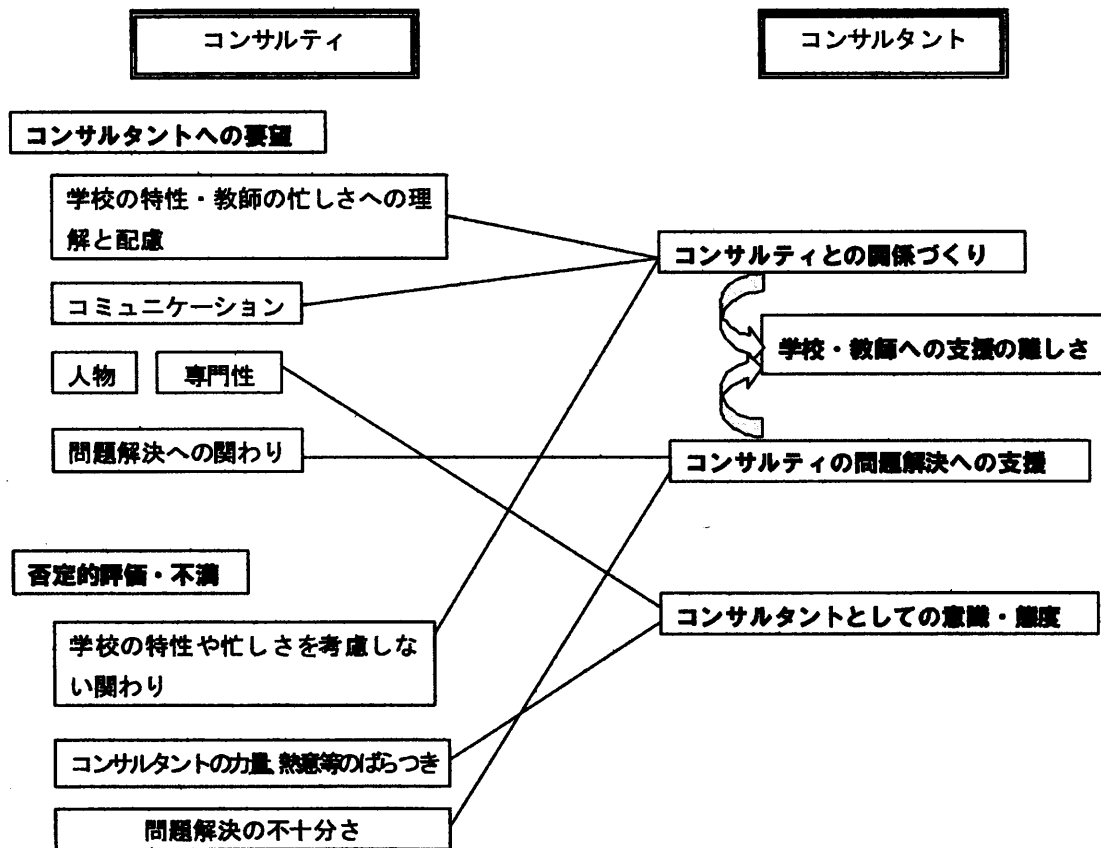 コンサルティ
コンサルタント
コンサルタントへの要望
学校の特性・教師の忙しさへの理
解と配慮
コミュニケーション
人物
専門性
問題解決への関わり
コンサルティとの関係づくり
学校・教師への支援の難しさ
コンサルティの問題解決への支援
否定的評価・不満
学校の特性や忙しさを考慮しな
い関わり
コンサルタントの力量、熱意等のばらつき
問題解決の不十分さ
コンサルタントとしての意識・態度